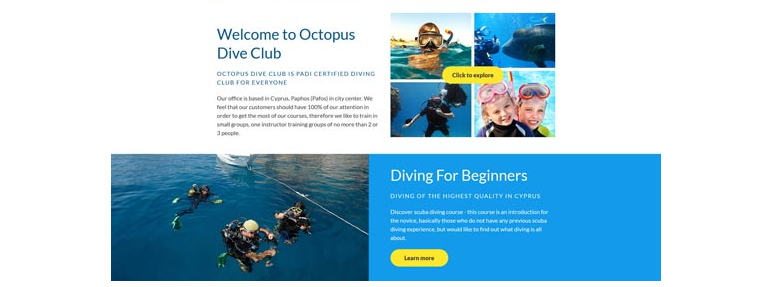 Welcome to Octopus
Dive Club
OCTOPUS DIVE CLUB IS PADI CERTIFIED DIVING
CLUB FOR EVERYONE
Our office is based in Cyprus, Paphos (Pafos) in city center. We
feel that our customers should have 100% of our attention in
order to get the most of our courses, therefore we like to train in
small groups, one instructor training groups of no more than 2 or
3 people.
Click to explore
Diving For Beginners
DIVING OF THE HIGHEST QUALITY IN CYPRUS
Discover scuba diving course - this course is an introduction for
the novice, basically those who do not have any previous scuba
diving experience, but would like to find out what diving is all
about.
Learn more